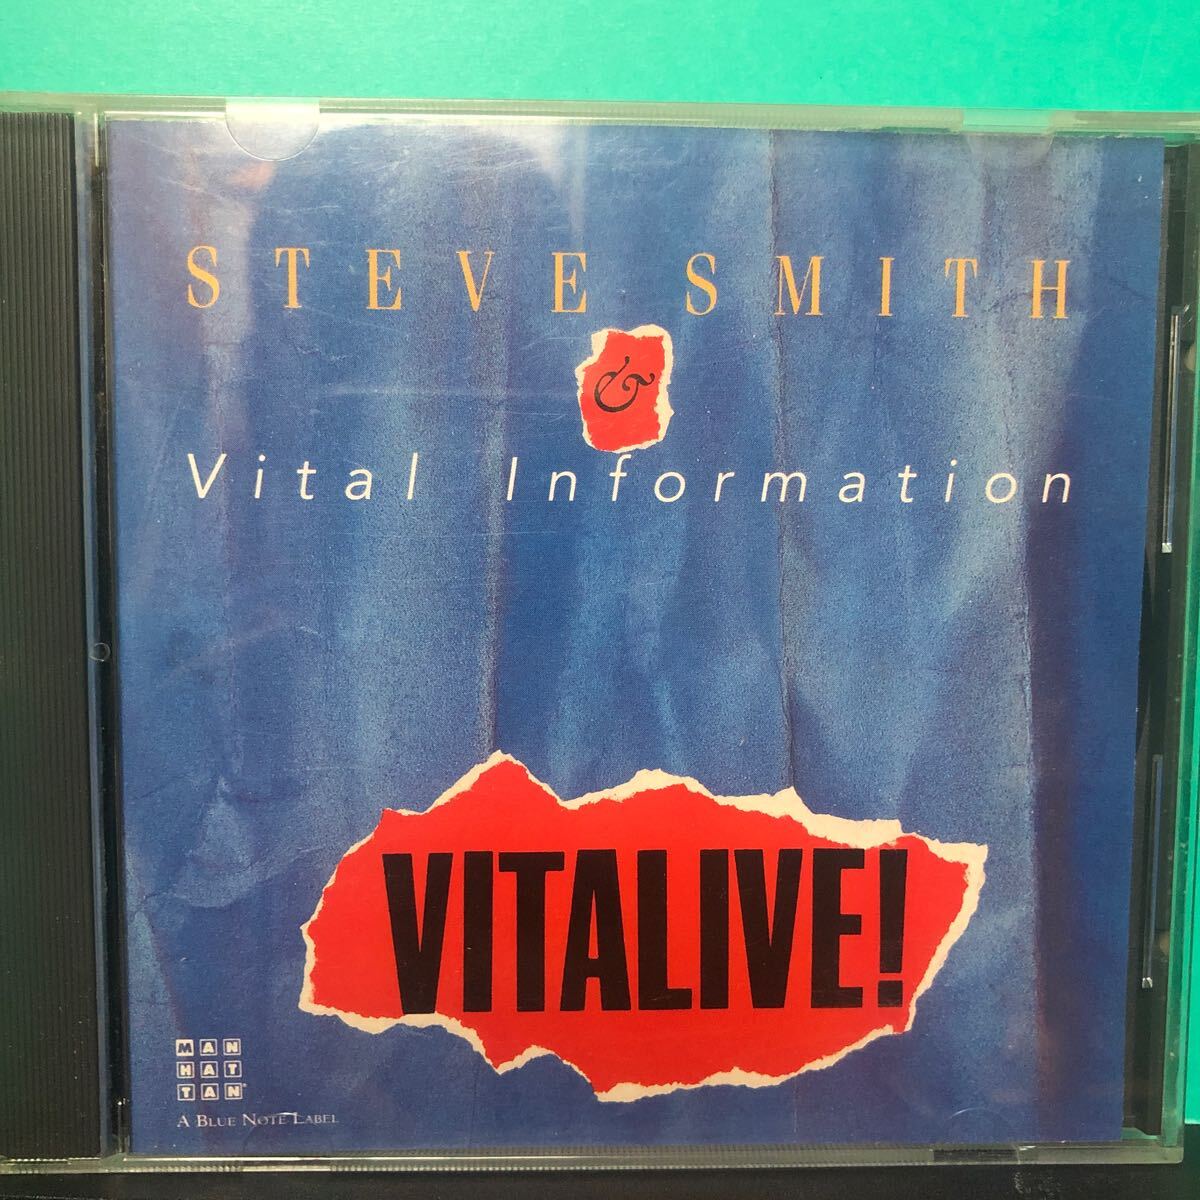 STEVE SMITH
&
Vital Information
VITALIVE!
MAN
HAT
TAN®
A BLUE NOTE LABEL